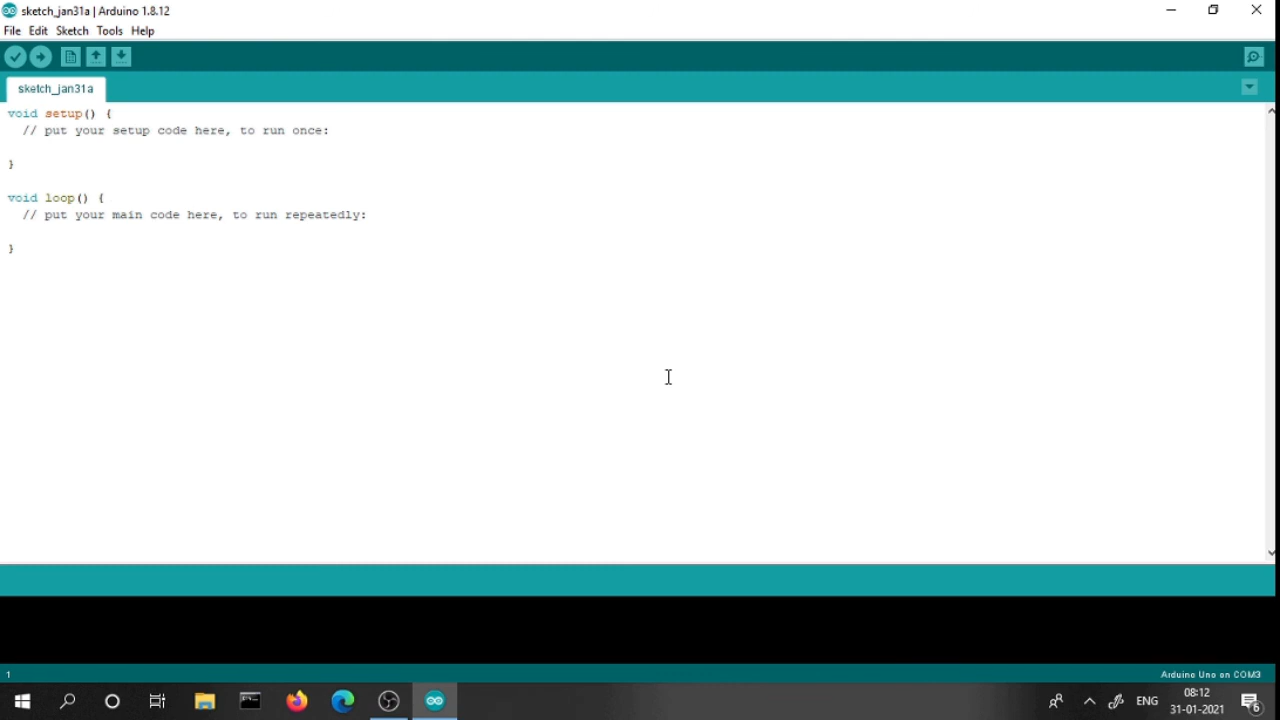 sketch_jan31a | Arduino 1.8.12
File Edit Sketch Tools Help
sketch_jan31a
void setup() {
  // put your setup code here, to run once:
}
void loop() {
  // put your main code here, to run repeatedly:
}
1
Arduino Uno on COM3
ENG
08:12
31-01-2021
6